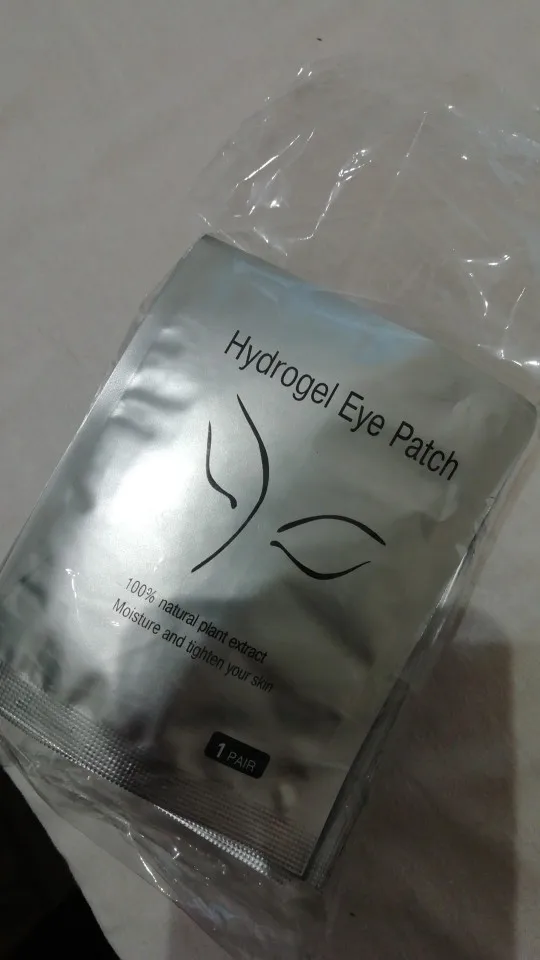 Hydrogel Eye Patch
100% natural plant extract
Moisture and tighten your skin
1 PAIR